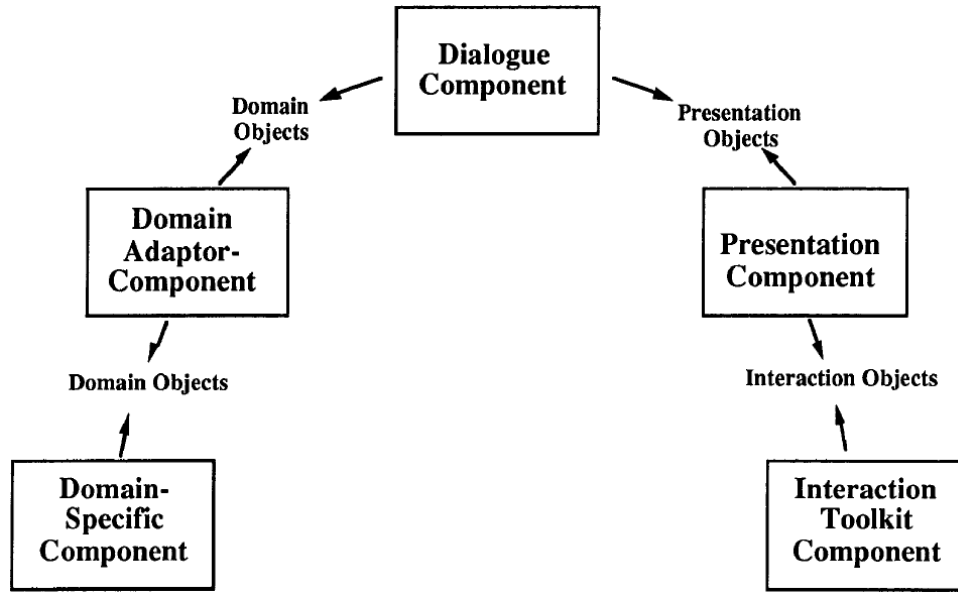 Dialogue
Component
Domain
Objects
Presentation
Objects
Domain
Adaptor-
Component
Presentation
Component
Domain Objects
Interaction Objects
Domain-
Specific
Component
Interaction
Toolkit
Component